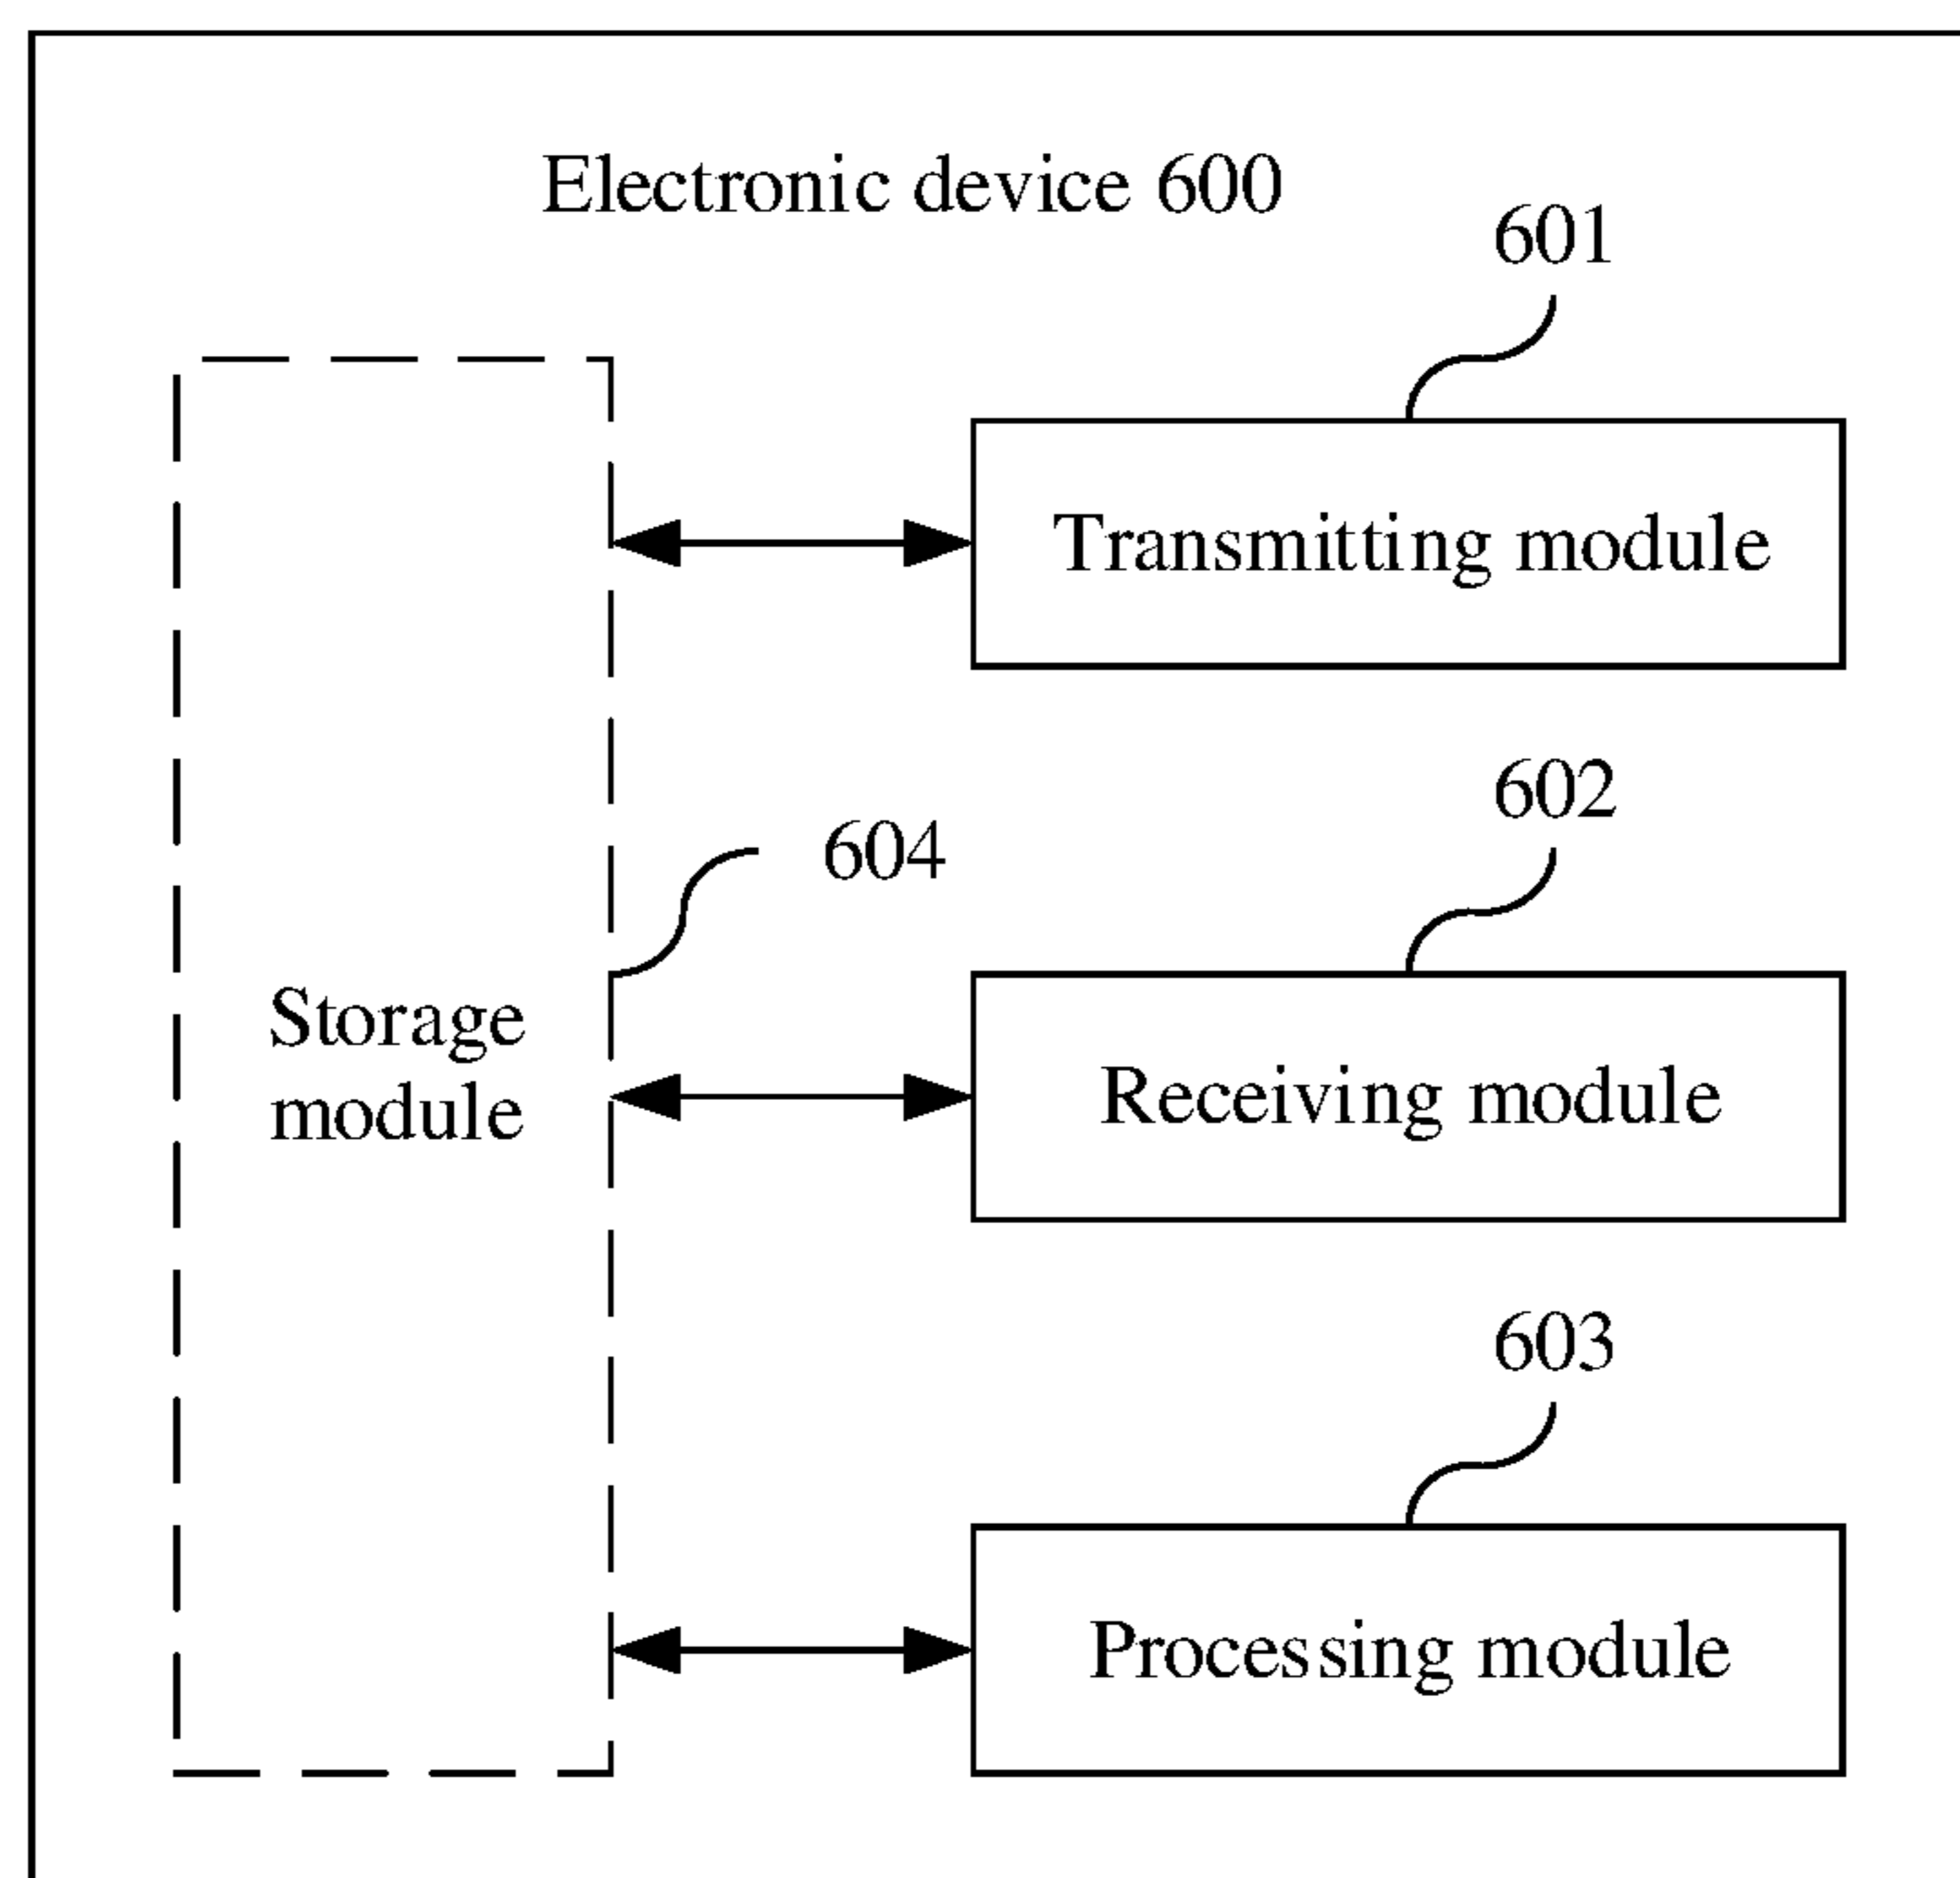 Electronic device 600
601
Transmitting module
602
604
Storage
module
Receiving module
603
Processing module